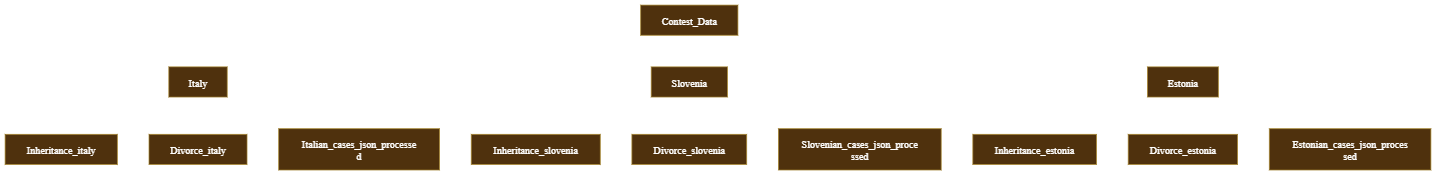 Contest_Data
Italy
Slovenia
Estonia
Inheritance_italy
Divorce_italy
Italian_cases_json_processe
d
Inheritance_slovenia
Divorce_slovenia
Slovenian_cases_json_proce
ssed
Inheritance_estonia
Divorce_estonia
Estonian_cases_json_proces
sed